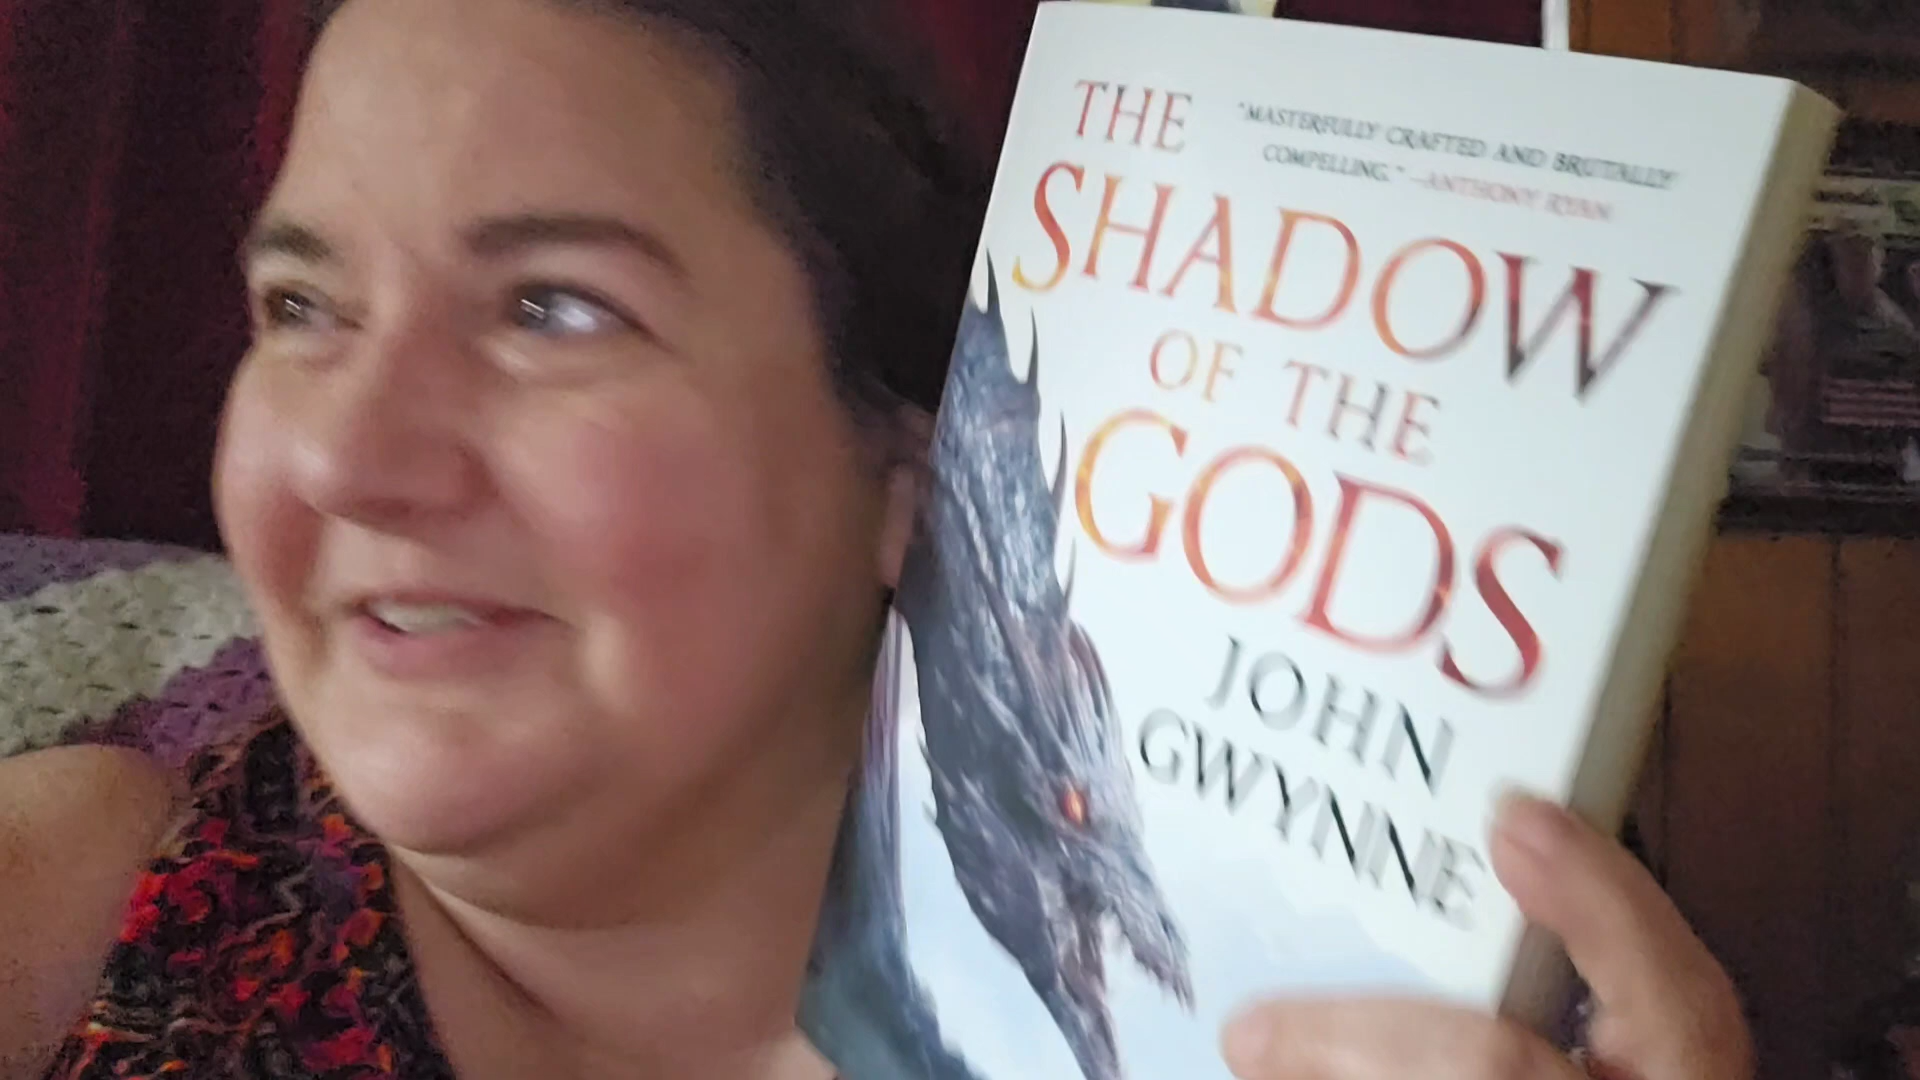 THE
"MASTERFULLY CRAFTED AND BRUTALLY
COMPELLING." —ANTHONY RYAN
SHADOW
OF THE
GODS
JOHN
GWYNNE